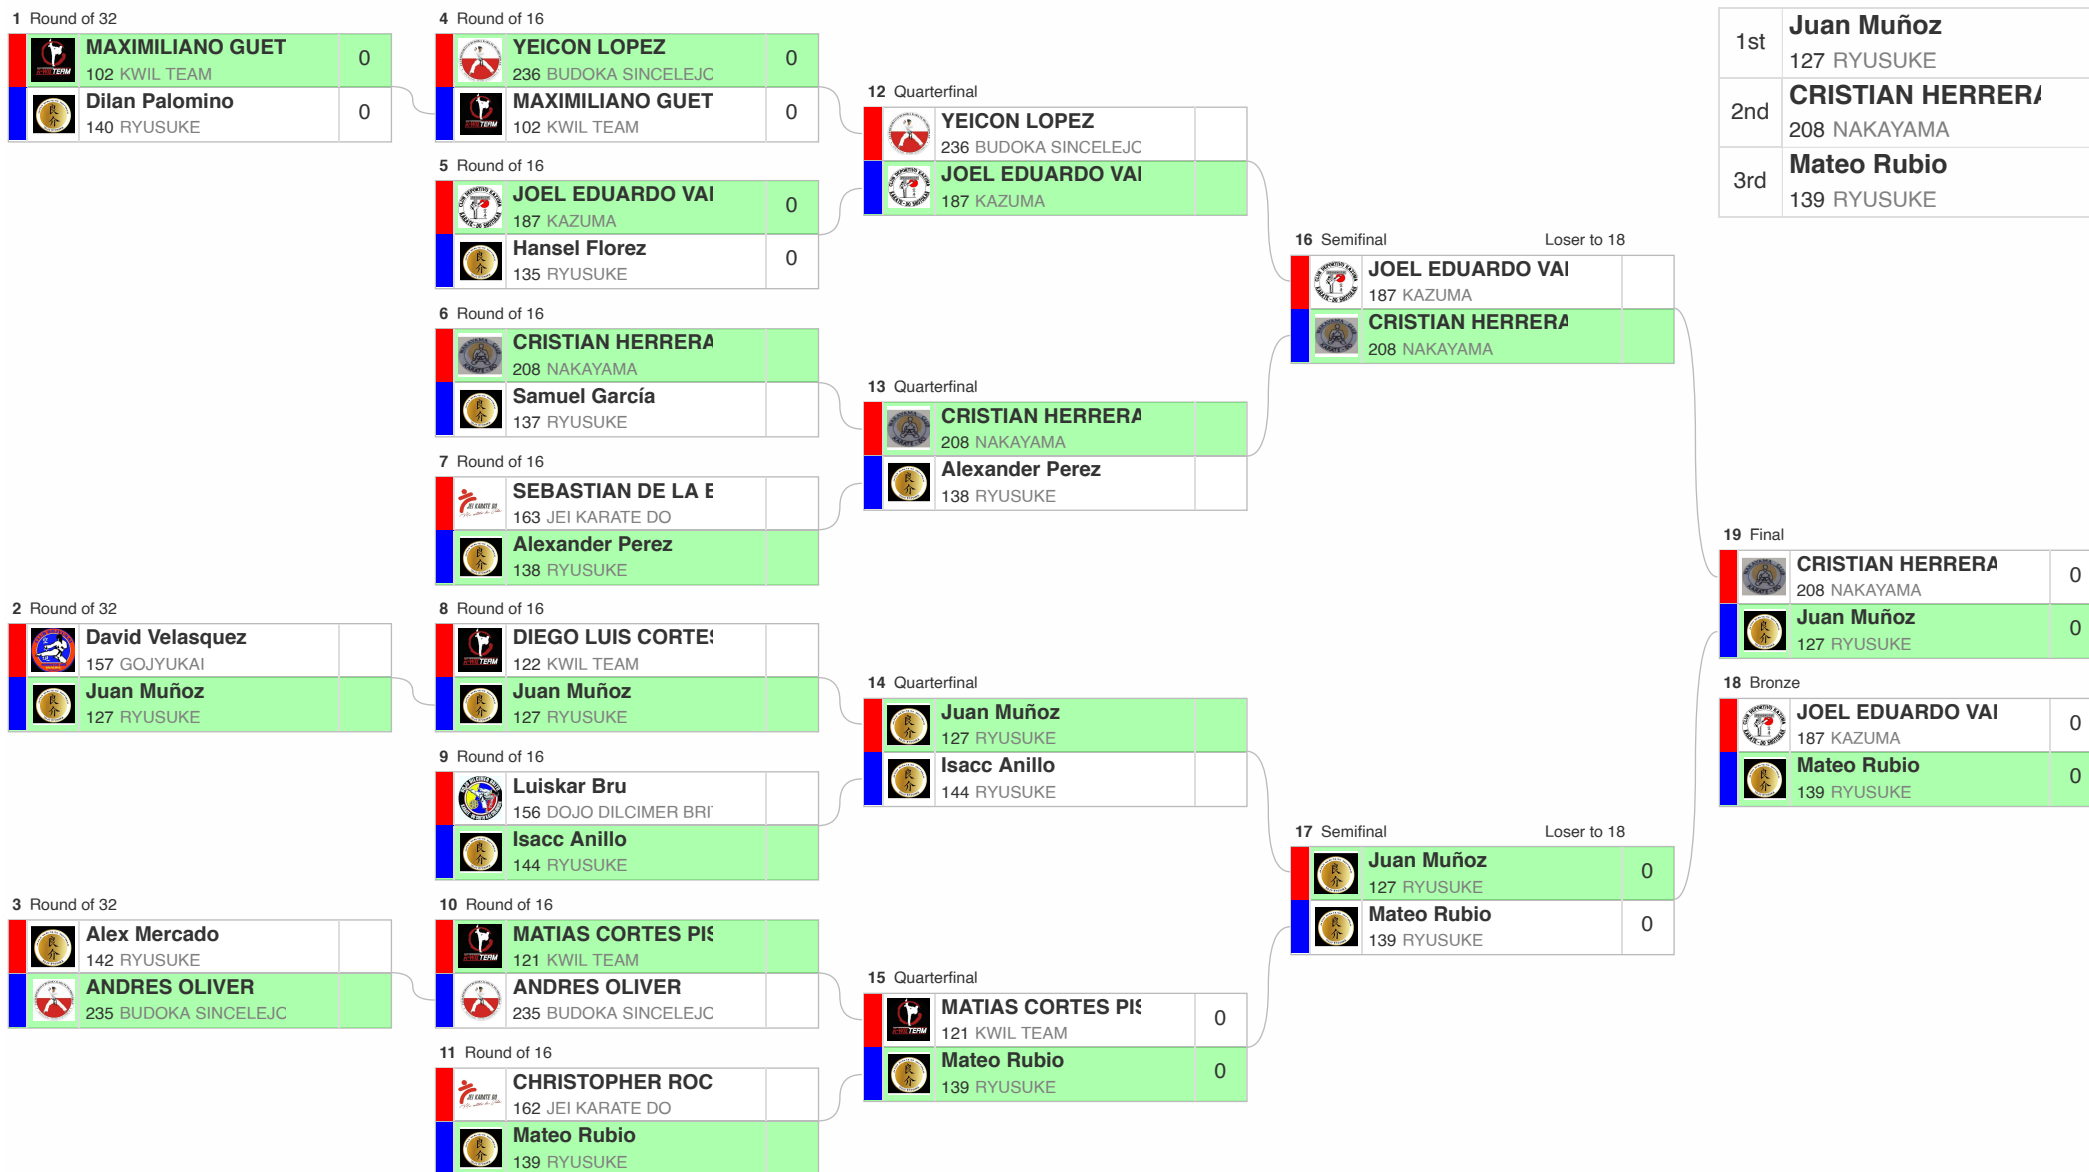 1 Round of 32
MAXIMILIANO GUET
102 KWIL TEAM
0
Dilan Palomino
140 RYUSUKE
0
2 Round of 32
David Velasquez
157 GOJYUKAI
Juan Muñoz
127 RYUSUKE
3 Round of 32
Alex Mercado
142 RYUSUKE
ANDRES OLIVER
235 BUDOKA SINCELEJO
4 Round of 16
YEICON LOPEZ
236 BUDOKA SINCELEJO
0
MAXIMILIANO GUET
102 KWIL TEAM
0
5 Round of 16
JOEL EDUARDO VAI
187 KAZUMA
0
Hansel Florez
135 RYUSUKE
0
6 Round of 16
CRISTIAN HERRERA
208 NAKAYAMA
Samuel García
137 RYUSUKE
7 Round of 16
SEBASTIAN DE LA E
163 JEI KARATE DO
Alexander Perez
138 RYUSUKE
8 Round of 16
DIEGO LUIS CORTES
122 KWIL TEAM
Juan Muñoz
127 RYUSUKE
9 Round of 16
Luiskar Bru
156 DOJO DILCIMER BRI
Isacc Anillo
144 RYUSUKE
10 Round of 16
MATIAS CORTES PIS
121 KWIL TEAM
ANDRES OLIVER
235 BUDOKA SINCELEJO
11 Round of 16
CHRISTOPHER ROC
162 JEI KARATE DO
Mateo Rubio
139 RYUSUKE
12 Quarterfinal
YEICON LOPEZ
236 BUDOKA SINCELEJO
JOEL EDUARDO VAI
187 KAZUMA
13 Quarterfinal
CRISTIAN HERRERA
208 NAKAYAMA
Alexander Perez
138 RYUSUKE
14 Quarterfinal
Juan Muñoz
127 RYUSUKE
Isacc Anillo
144 RYUSUKE
15 Quarterfinal
MATIAS CORTES PIS
121 KWIL TEAM
0
Mateo Rubio
139 RYUSUKE
0
16 Semifinal Loser to 18
JOEL EDUARDO VAI
187 KAZUMA
CRISTIAN HERRERA
208 NAKAYAMA
17 Semifinal Loser to 18
Juan Muñoz
127 RYUSUKE
0
Mateo Rubio
139 RYUSUKE
0
1st
Juan Muñoz
127 RYUSUKE
2nd
CRISTIAN HERRERA
208 NAKAYAMA
3rd
Mateo Rubio
139 RYUSUKE
19 Final
CRISTIAN HERRERA
208 NAKAYAMA
0
Juan Muñoz
127 RYUSUKE
0
18 Bronze
JOEL EDUARDO VAI
187 KAZUMA
0
Mateo Rubio
139 RYUSUKE
0